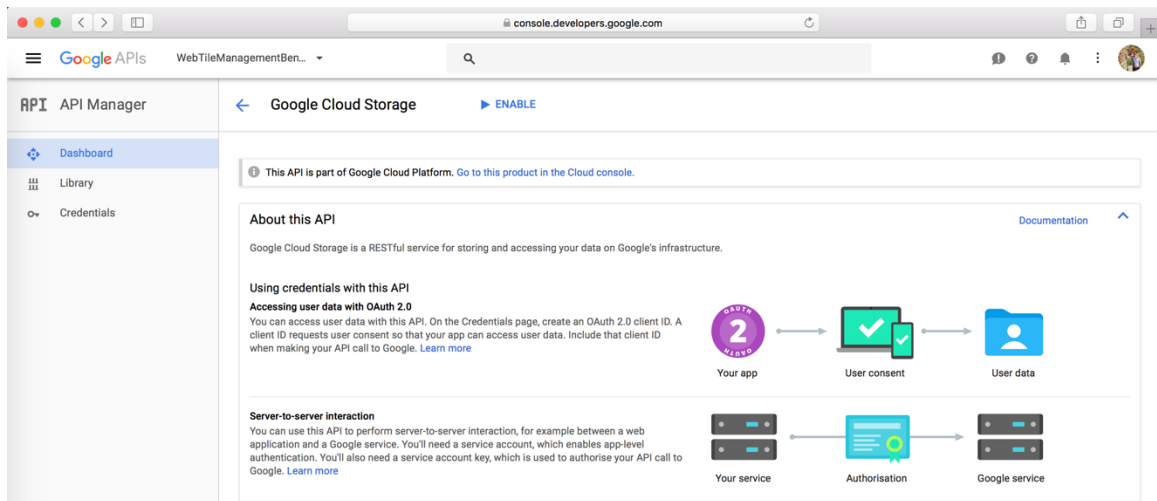 console.developers.google.com
Google APIs
WebTileManagementBen...
API API Manager
Google Cloud Storage
ENABLE
Dashboard
Library
Credentials
This API is part of Google Cloud Platform. Go to this product in the Cloud console.
About this API
Documentation
Google Cloud Storage is a RESTful service for storing and accessing your data on Google's infrastructure.
Using credentials with this API
Accessing user data with OAuth 2.0
You can access user data with this API. On the Credentials page, create an OAuth 2.0 client ID. A
client ID requests user consent so that your app can access user data. Include that client ID
when making your API call to Google. Learn more
OAUTH
2
OAUTH
Your app
User consent
User data
Server-to-server interaction
You can use this API to perform server-to-server interaction, for example between a web
application and a Google service. You'll need a service account, which enables app-level
authentication. You'll also need a service account key, which is used to authorise your API call to
Google. Learn more
Your service
Authorisation
Google service